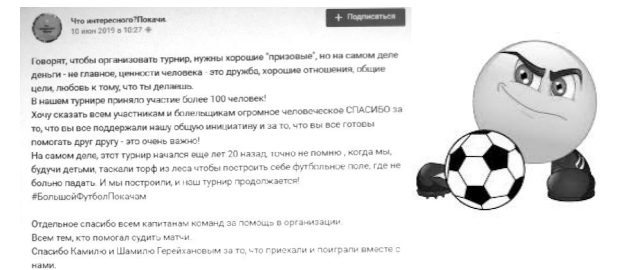 Что интересного?Покачи.
10 июн 2019 в 10:27
+ Подписаться
Говорят, чтобы организовать турнир, нужны хорошие "призовые", но на самом деле
деньги - не главное, ценности человека - это дружба, хорошие отношения, общие
цели, любовь к тому, что ты делаешь.
В нашем турнире приняло участие более 100 человек!
Хочу сказать всем участникам и болельщикам огромное человеческое СПАСИБО за
то, что вы все поддержали нашу общую инициативу и за то, что вы все готовы
помогать друг другу - это очень важно!
На самом деле, этот турнир начался еще лет 20 назад, точно не помню , когда мы,
будучи детьми, таскали торф из леса чтобы построить себе футбольное поле, где не
больно падать. И мы построили, и наш турнир продолжается!
#БольшойФутболПокачам
Отдельное спасибо всем капитанам команд за помощь в организации.
Всем тем, кто помогал судить матчи.
Спасибо Камилю и Шамилю Герейхановым за то, что приехали и поиграли вместе с
нами.